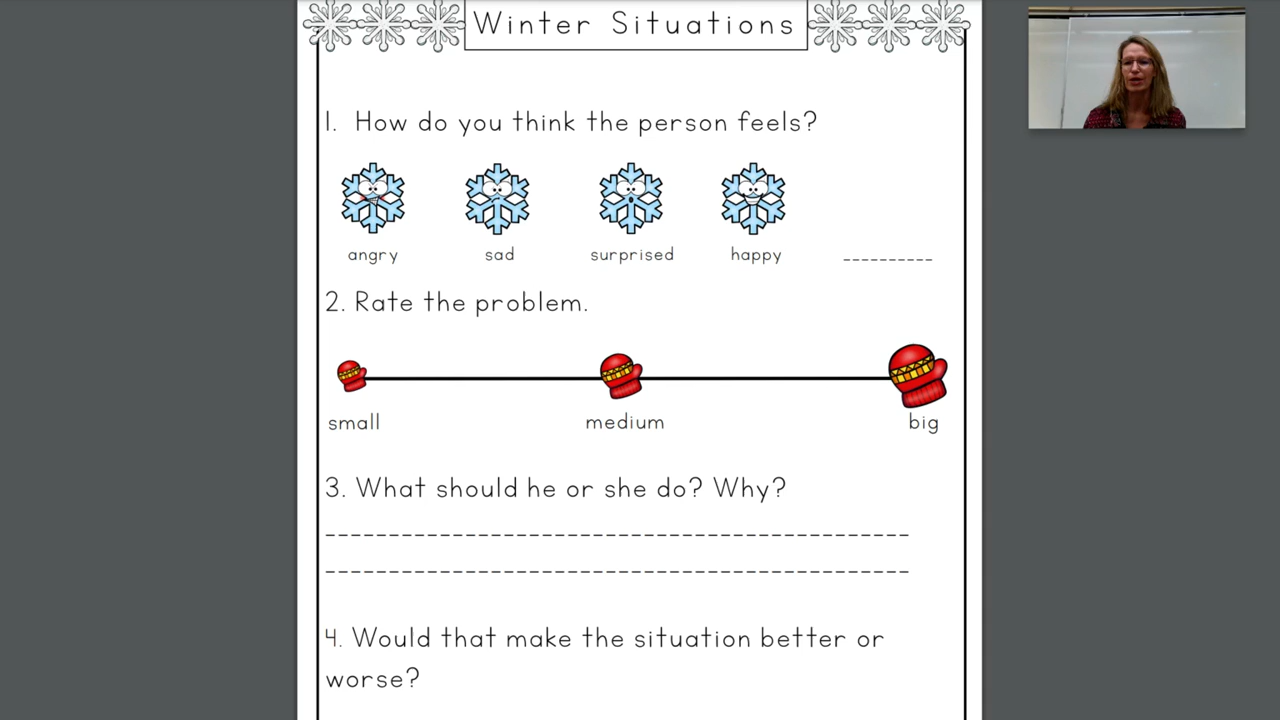 Winter Situations
1. How do you think the person feels?
angry sad surprised happy __________
2. Rate the problem.
small medium big
3. What should he or she do? Why?
4. Would that make the situation better or
worse?